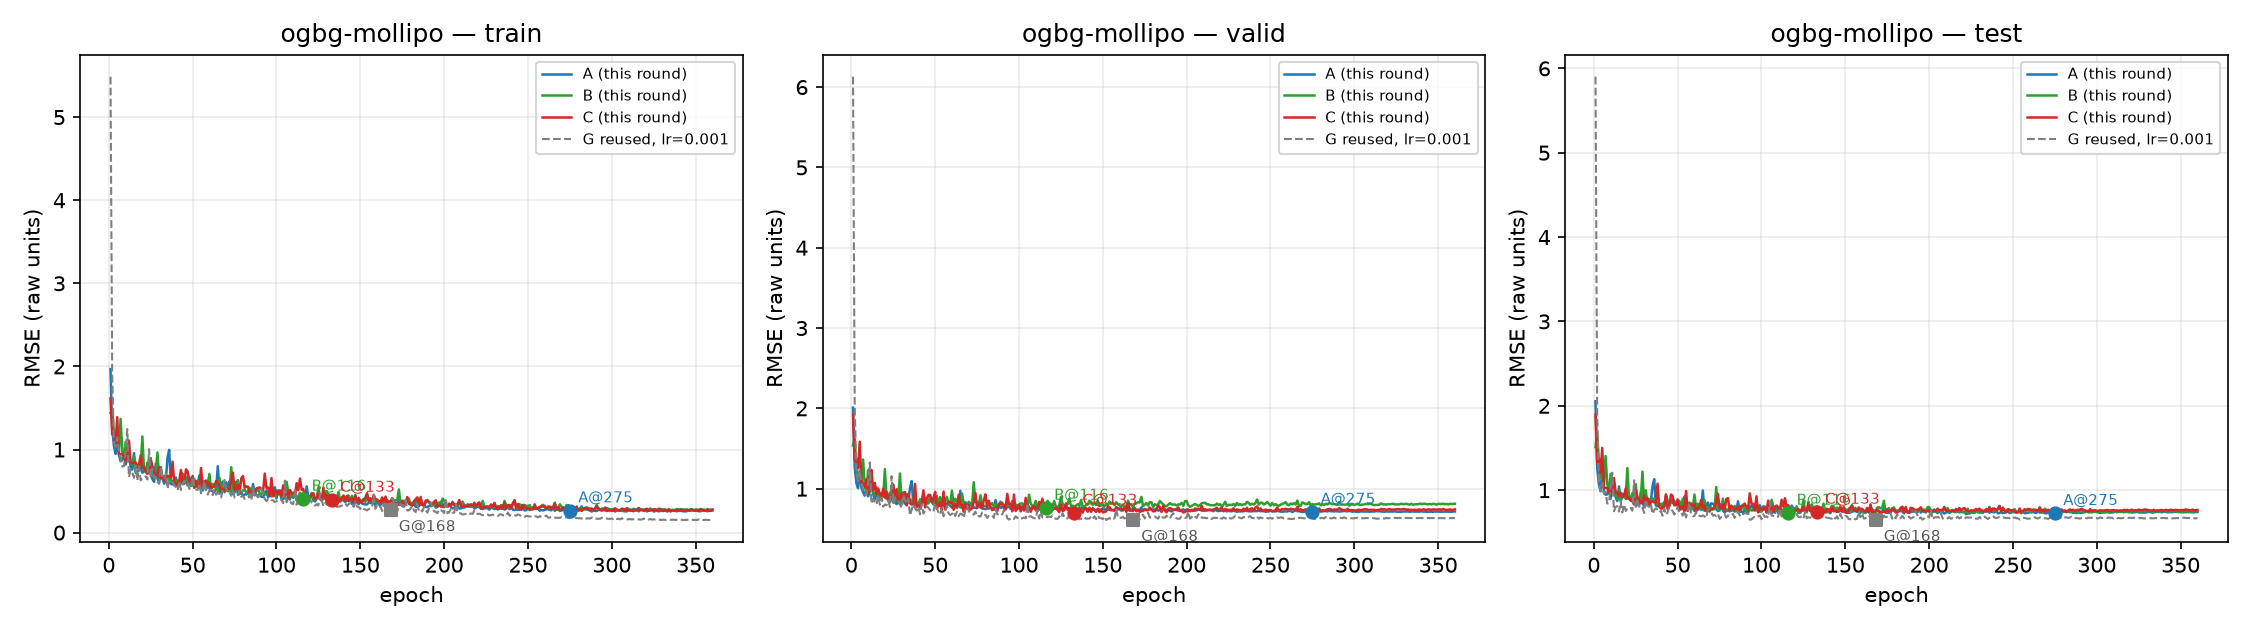 ogbg-mollipo — train
RMSE (raw units)
5
4
3
2
1
0
A (this round)
B (this round)
C (this round)
G reused, lr=0.001
B@116
C@133
G@168
A@275
0
50
100
150
200
250
300
350
epoch
ogbg-mollipo — valid
RMSE (raw units)
6
5
4
3
2
1
A (this round)
B (this round)
C (this round)
G reused, lr=0.001
B@116
C@133
G@168
A@275
0
50
100
150
200
250
300
350
epoch
ogbg-mollipo — test
RMSE (raw units)
6
5
4
3
2
1
A (this round)
B (this round)
C (this round)
G reused, lr=0.001
B@116
C@133
G@168
A@275
0
50
100
150
200
250
300
350
epoch